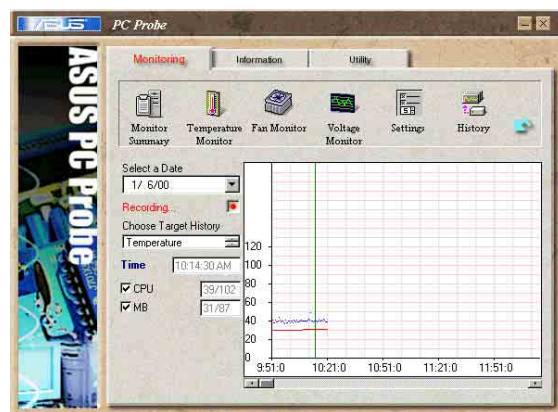 ASUS PC Probe
ASUS PC Probe
Monitoring
Information
Utility
Monitor Summary
Temperature Monitor
Fan Monitor
Voltage Monitor
Settings
History
Select a Date
1/ 6/00
Recording...
Choose Target History
Temperature
Time 10:14:30 AM
CPU 39/102
MB 31/87
120
100
80
60
40
20
0
9:51:0 10:21:0 10:51:0 11:21:0 11:51:0